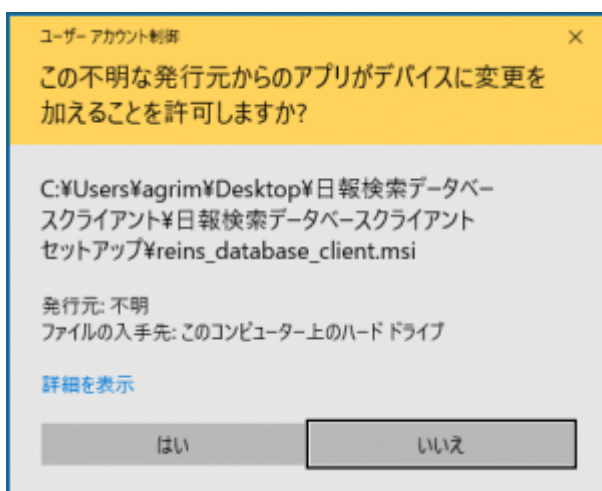 ユーザー アカウント制御
この不明な発行元からのアプリがデバイスに変更を
加えることを許可しますか?
C:¥Users¥agrim¥Desktop¥日報検索データベー
スクライアント¥日報検索データベースクライアント
セットアップ¥reins_database_client.msi
発行元: 不明
ファイルの入手先: このコンピューター上のハード ドライブ
詳細を表示
はい
いいえ